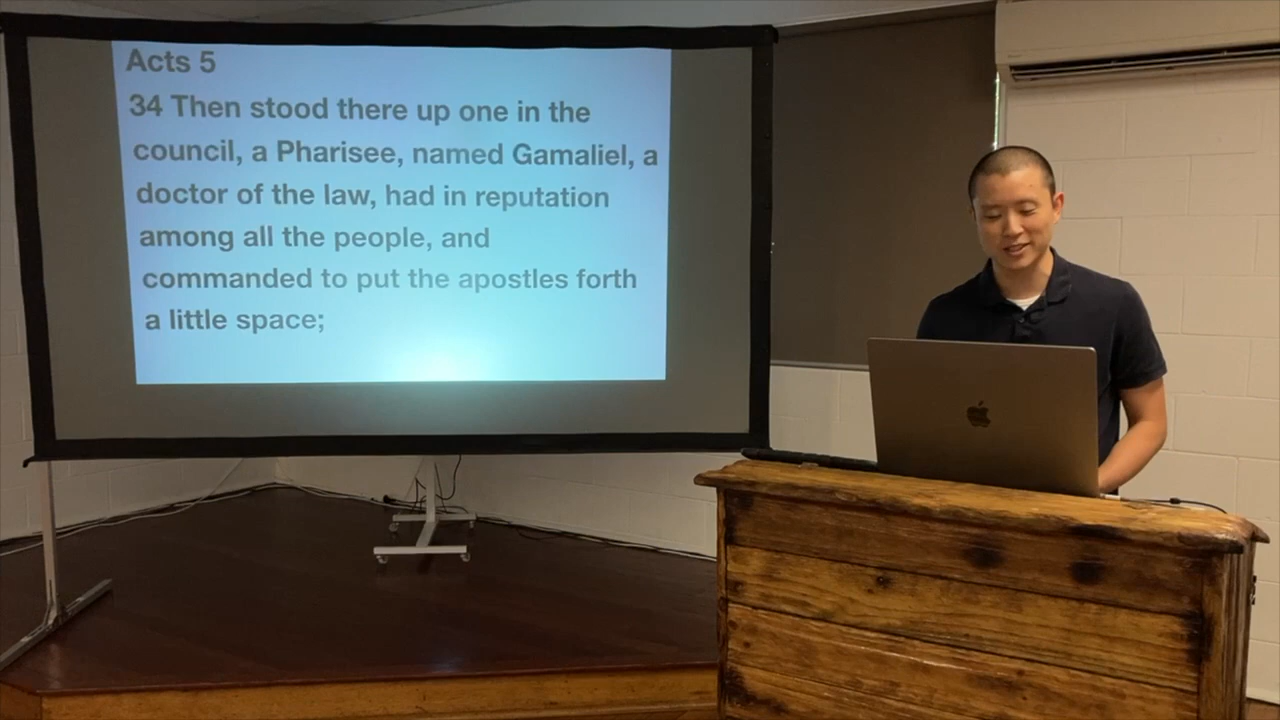 Acts 5
34 Then stood there up one in the
council, a Pharisee, named Gamaliel, a
doctor of the law, had in reputation
among all the people, and
commanded to put the apostles forth
a little space;